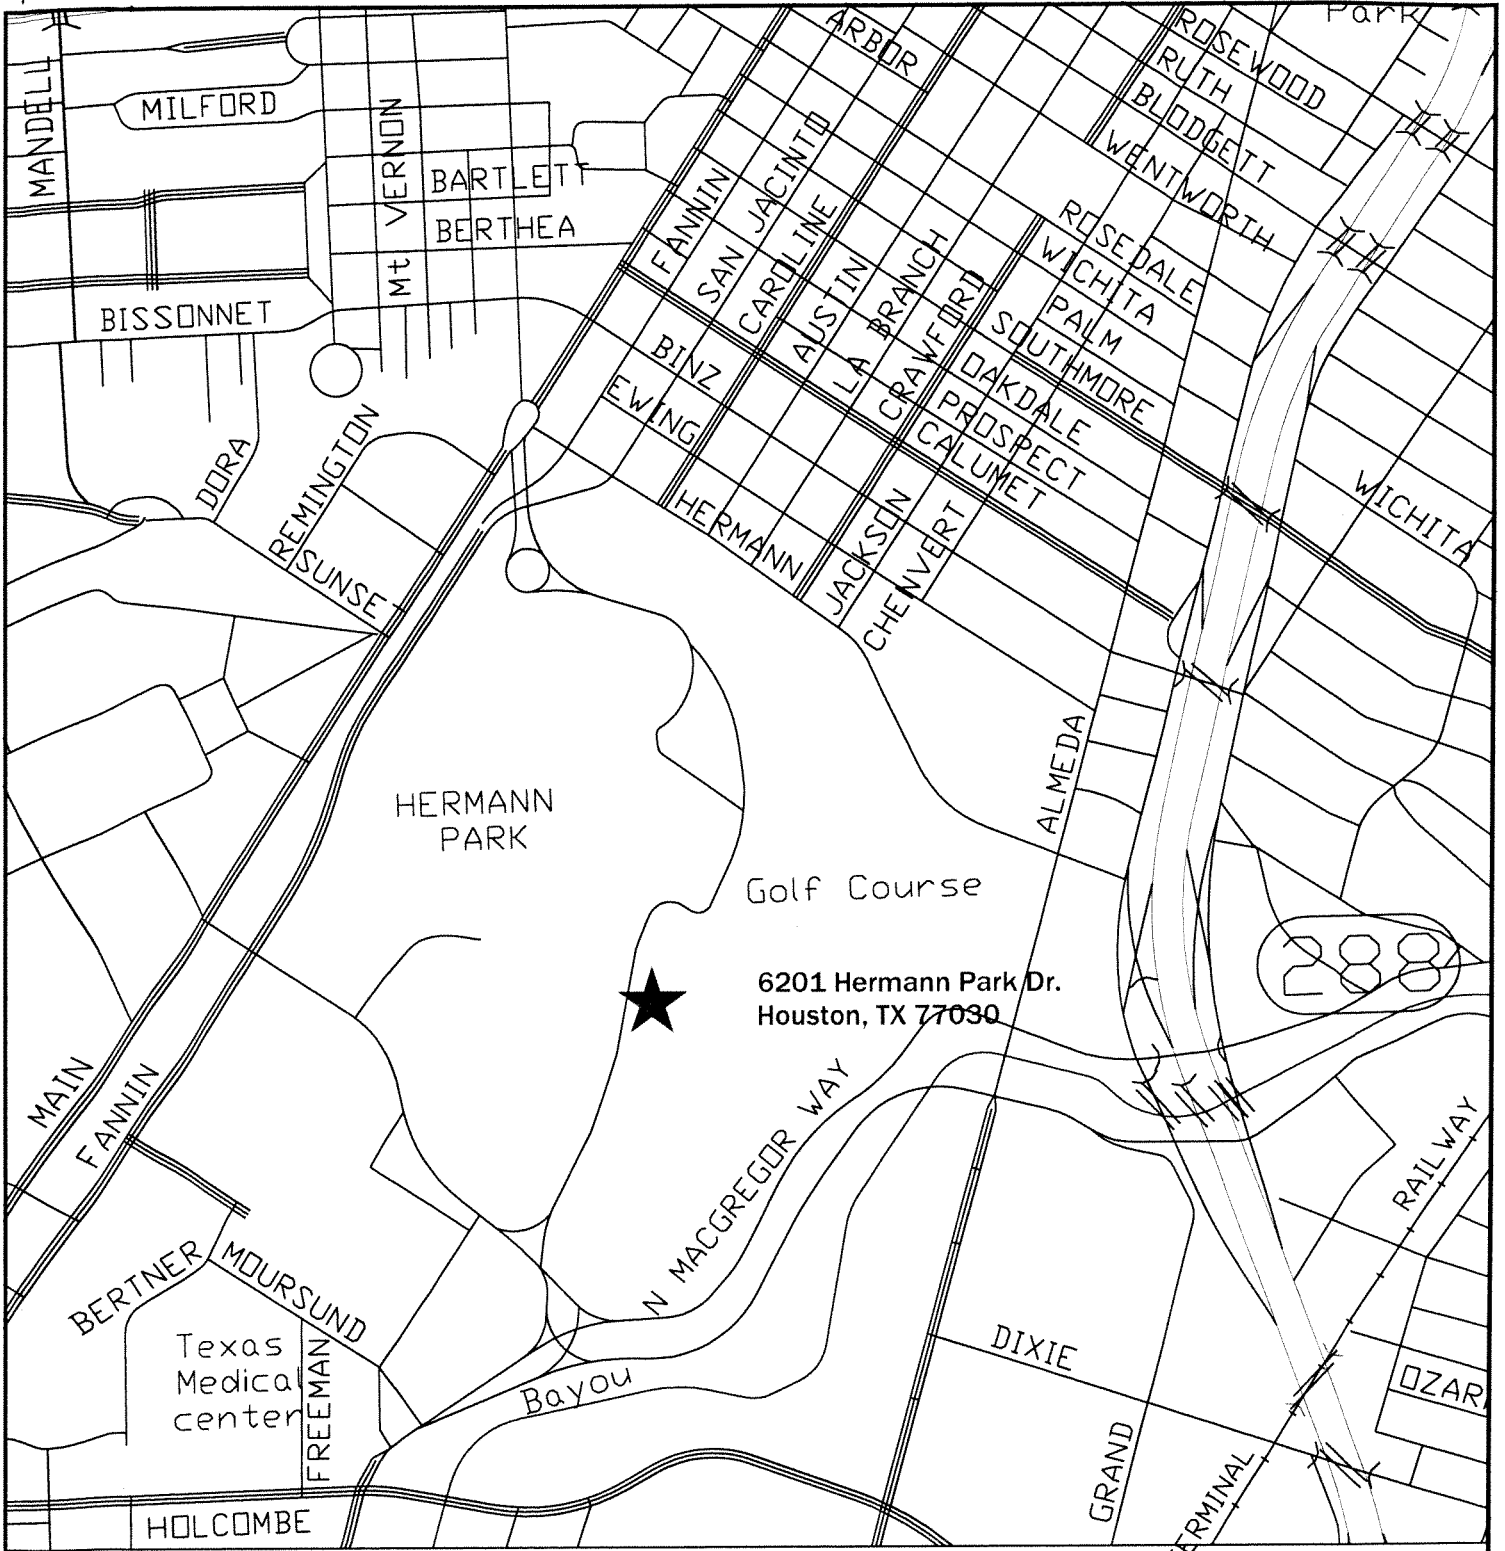 Park
MANDELL
MILFORD
Mt VERNON
BARTLETT
BERTHEA
BISSONNET
ARBOR
ROSEWOOD
RUTH
BLODGETT
WENTWORTH
FANNIN
SAN JACINTO
CAROLINE
AUSTIN
LA BRANCH
CRAWFORD
ROSEDALE
WICHITA
PALM
SOUTHMORE
OAKDALE
PROSPECT
CALUMET
BINZ
EWING
HERMANN
JACKSON
CHENVERT
WICHITA
DORA
REMINGTON
SUNSET
HERMANN
PARK
ALMEDA
Golf Course
288
6201 Hermann Park Dr.
Houston, TX 77030
MAIN
FANNIN
N MACGREGOR WAY
RAILWAY
BERTNER
MOURSUND
Texas
Medical
center
FREEMAN
Bayou
DIXIE
OZAR
GRAND
ERMINAL
HOLCOMBE